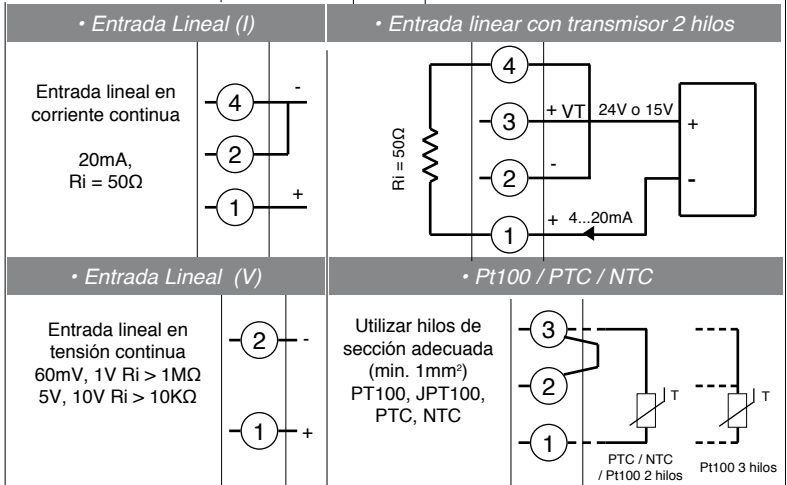 • Entrada Lineal (I)
Entrada lineal en
corriente continua
20mA,
Ri = 50Ω
4
-
2
1
+
• Entrada linear con transmisor 2 hilos
4
3
+ VT
24V o 15V
+
Ri = 50Ω
2
-
-
1
+
4...20mA
• Entrada Lineal (V)
Entrada lineal en
tensión continua
60mV, 1V Ri > 1MΩ
5V, 10V Ri > 10KΩ
2
-
1
+
• Pt100 / PTC / NTC
Utilizar hilos de
sección adecuada
(min. 1mm²)
PT100, JPT100,
PTC, NTC
3
2
1
T
T
PTC / NTC
/ Pt100 2 hilos
Pt100 3 hilos